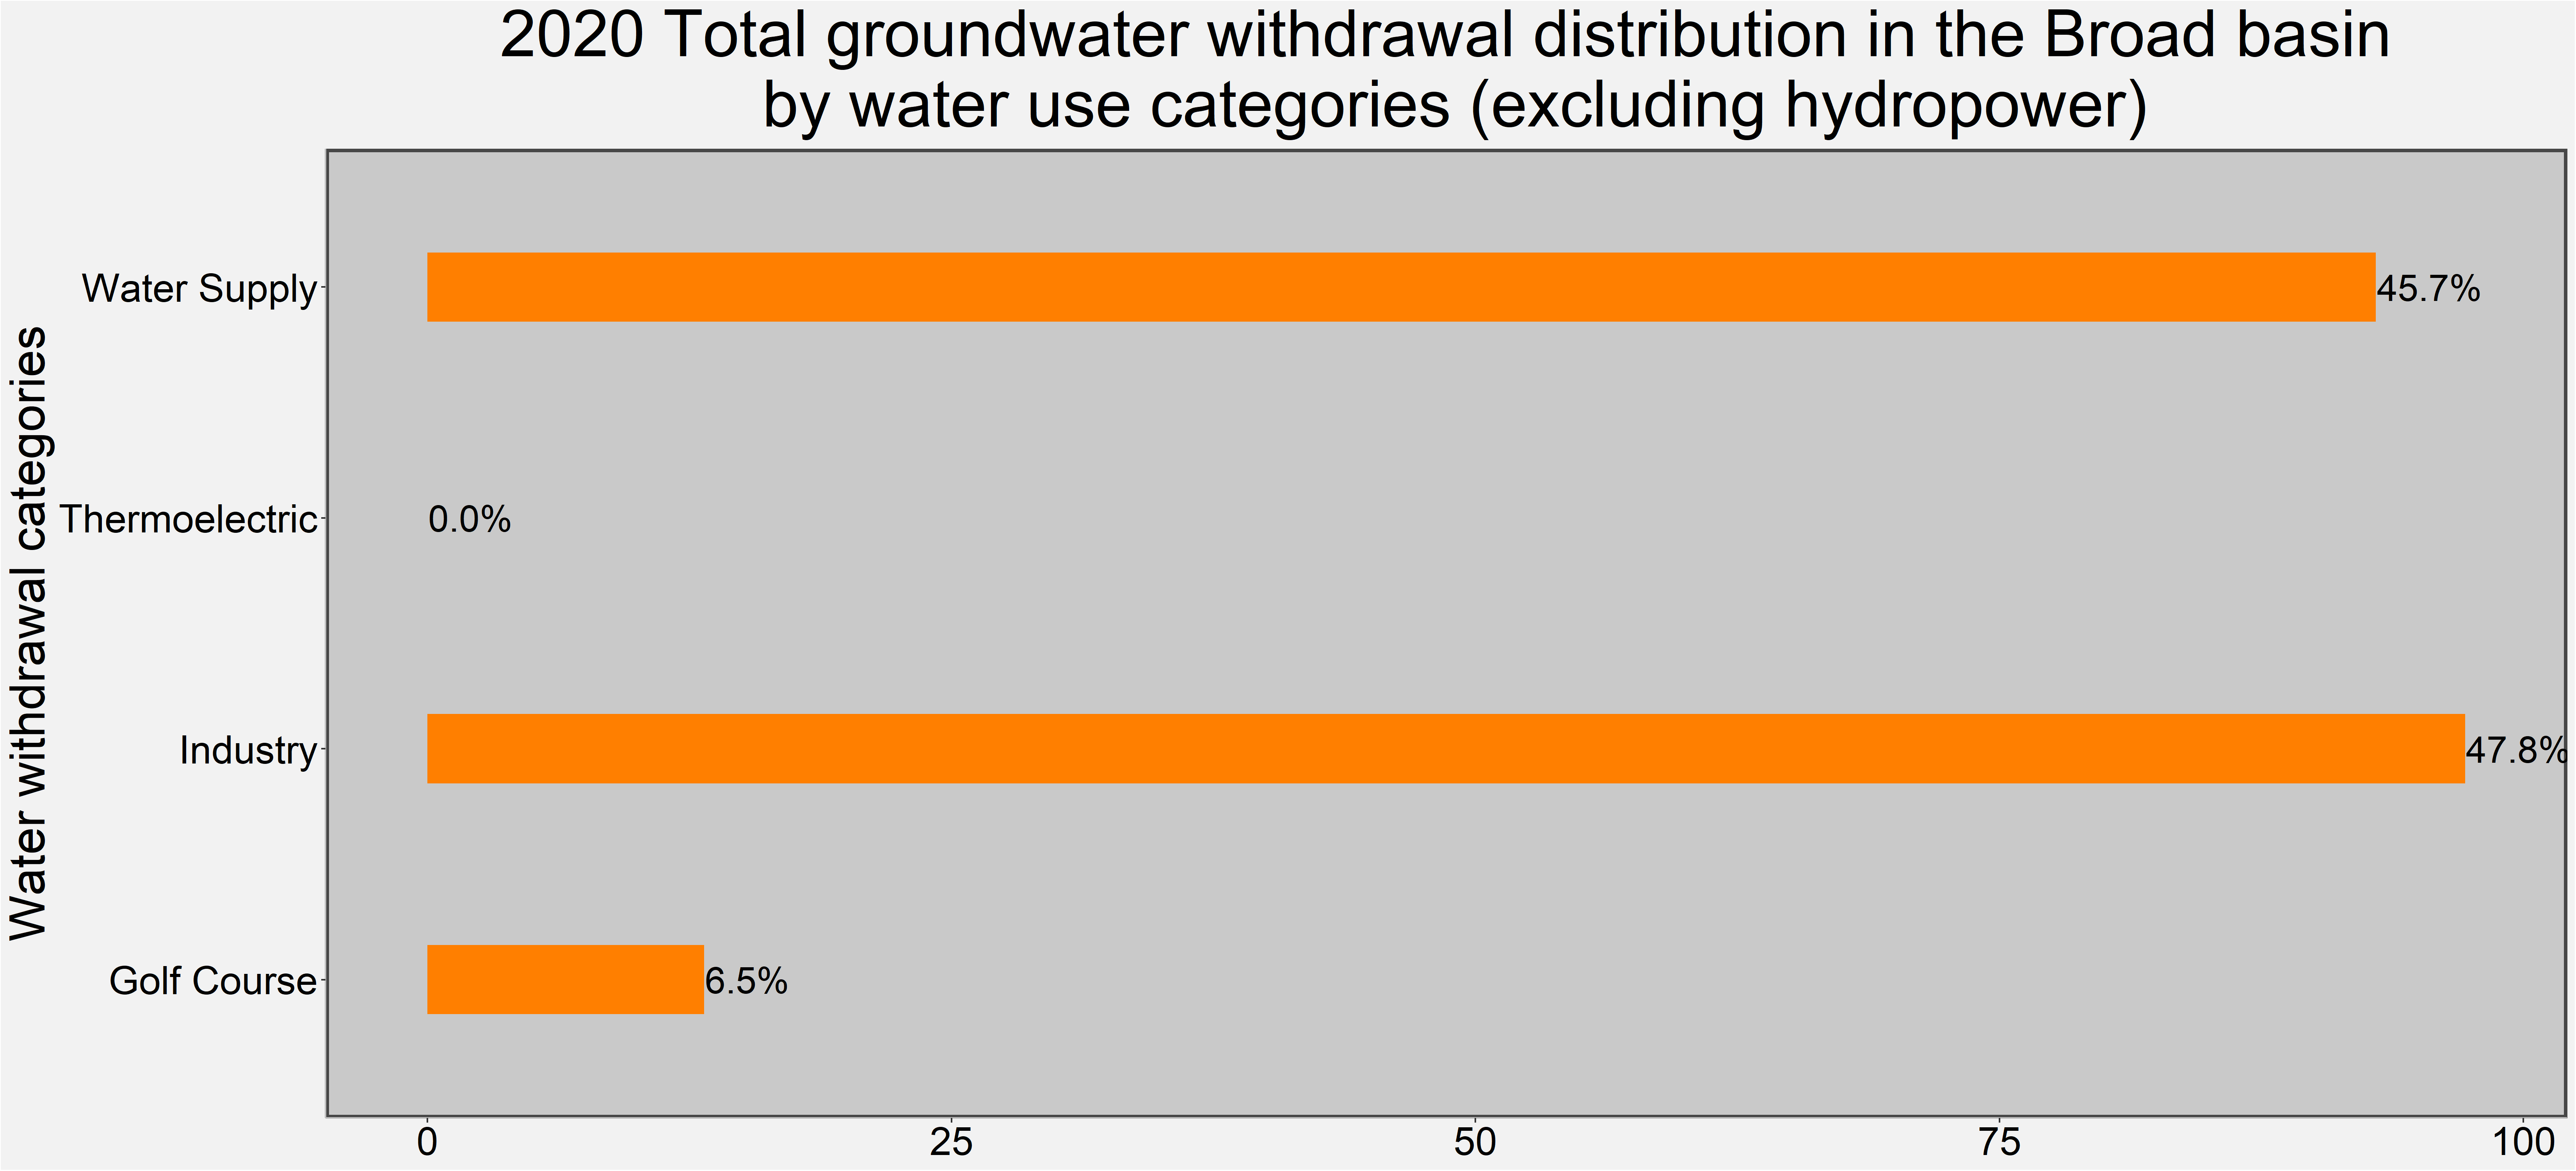 2020 Total groundwater withdrawal distribution in the Broad basin
by water use categories (excluding hydropower)
Water withdrawal categories
Water Supply
45.7%
Thermoelectric
0.0%
Industry
47.8%
Golf Course
6.5%
0 25 50 75 100